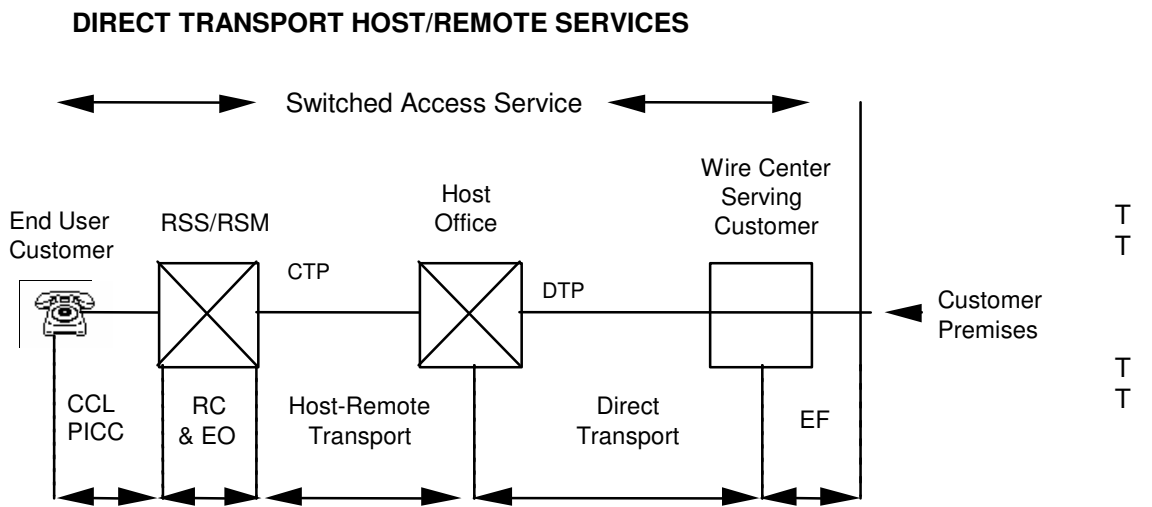 DIRECT TRANSPORT HOST/REMOTE SERVICES
Switched Access Service
End User
Customer
RSS/RSM
CTP
Host
Office
DTP
Wire Center
Serving
Customer
Customer
Premises
T
T
T
T
CCL
PICC
RC
& EO
Host-Remote
Transport
Direct
Transport
EF